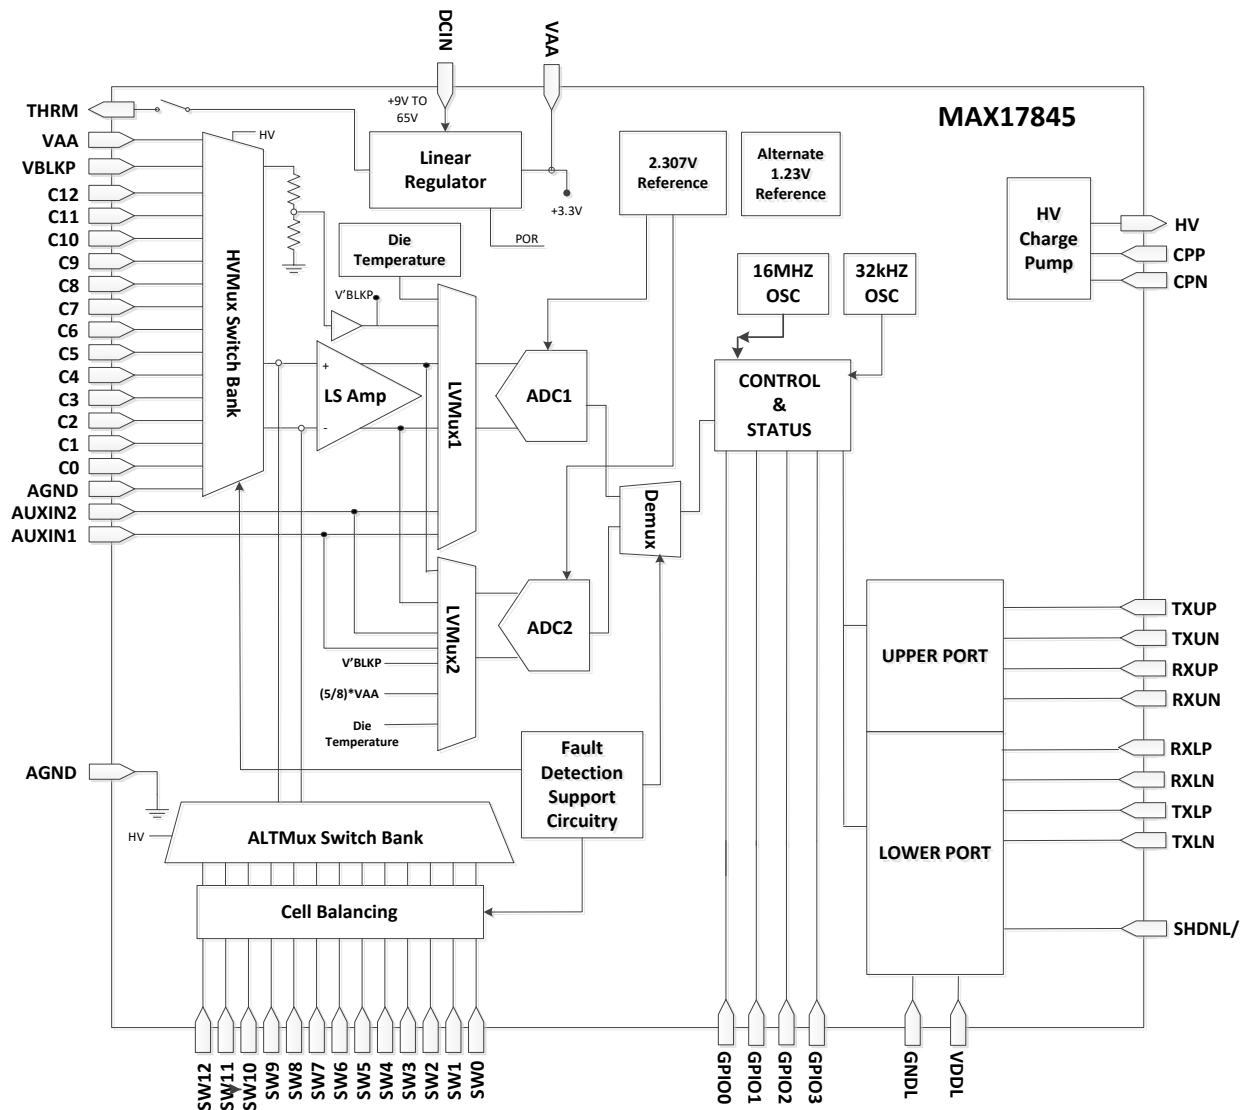 DCIN
VAA
MAX17845
THRM
VAA
VBLKP
C12
C11
C10
C9
C8
C7
C6
C5
C4
C3
C2
C1
C0
AGND
AUXIN2
AUXIN1
HV
HVMux Switch Bank
+9V TO
65V
Linear
Regulator
+3.3V
POR
2.307V
Reference
Alternate
1.23V
Reference
HV
Charge
Pump
HV
CPP
CPN
Die
Temperature
V'BLKP
16MHZ
OSC
32kHZ
OSC
+
LS Amp
-
LVMux1
ADC1
CONTROL
&
STATUS
Demux
LVMux2
ADC2
V'BLKP
(5/8)*VAA
Die
Temperature
UPPER PORT
TXUP
TXUN
RXUP
RXUN
LOWER PORT
RXLP
RXLN
TXLP
TXLN
SHDNL/
Fault
Detection
Support
Circuitry
AGND
HV
ALTMux Switch Bank
Cell Balancing
SW12
SW11
SW10
SW9
SW8
SW7
SW6
SW5
SW4
SW3
SW2
SW1
SW0
GPIO0
GPIO1
GPIO2
GPIO3
GNDL
VDDL